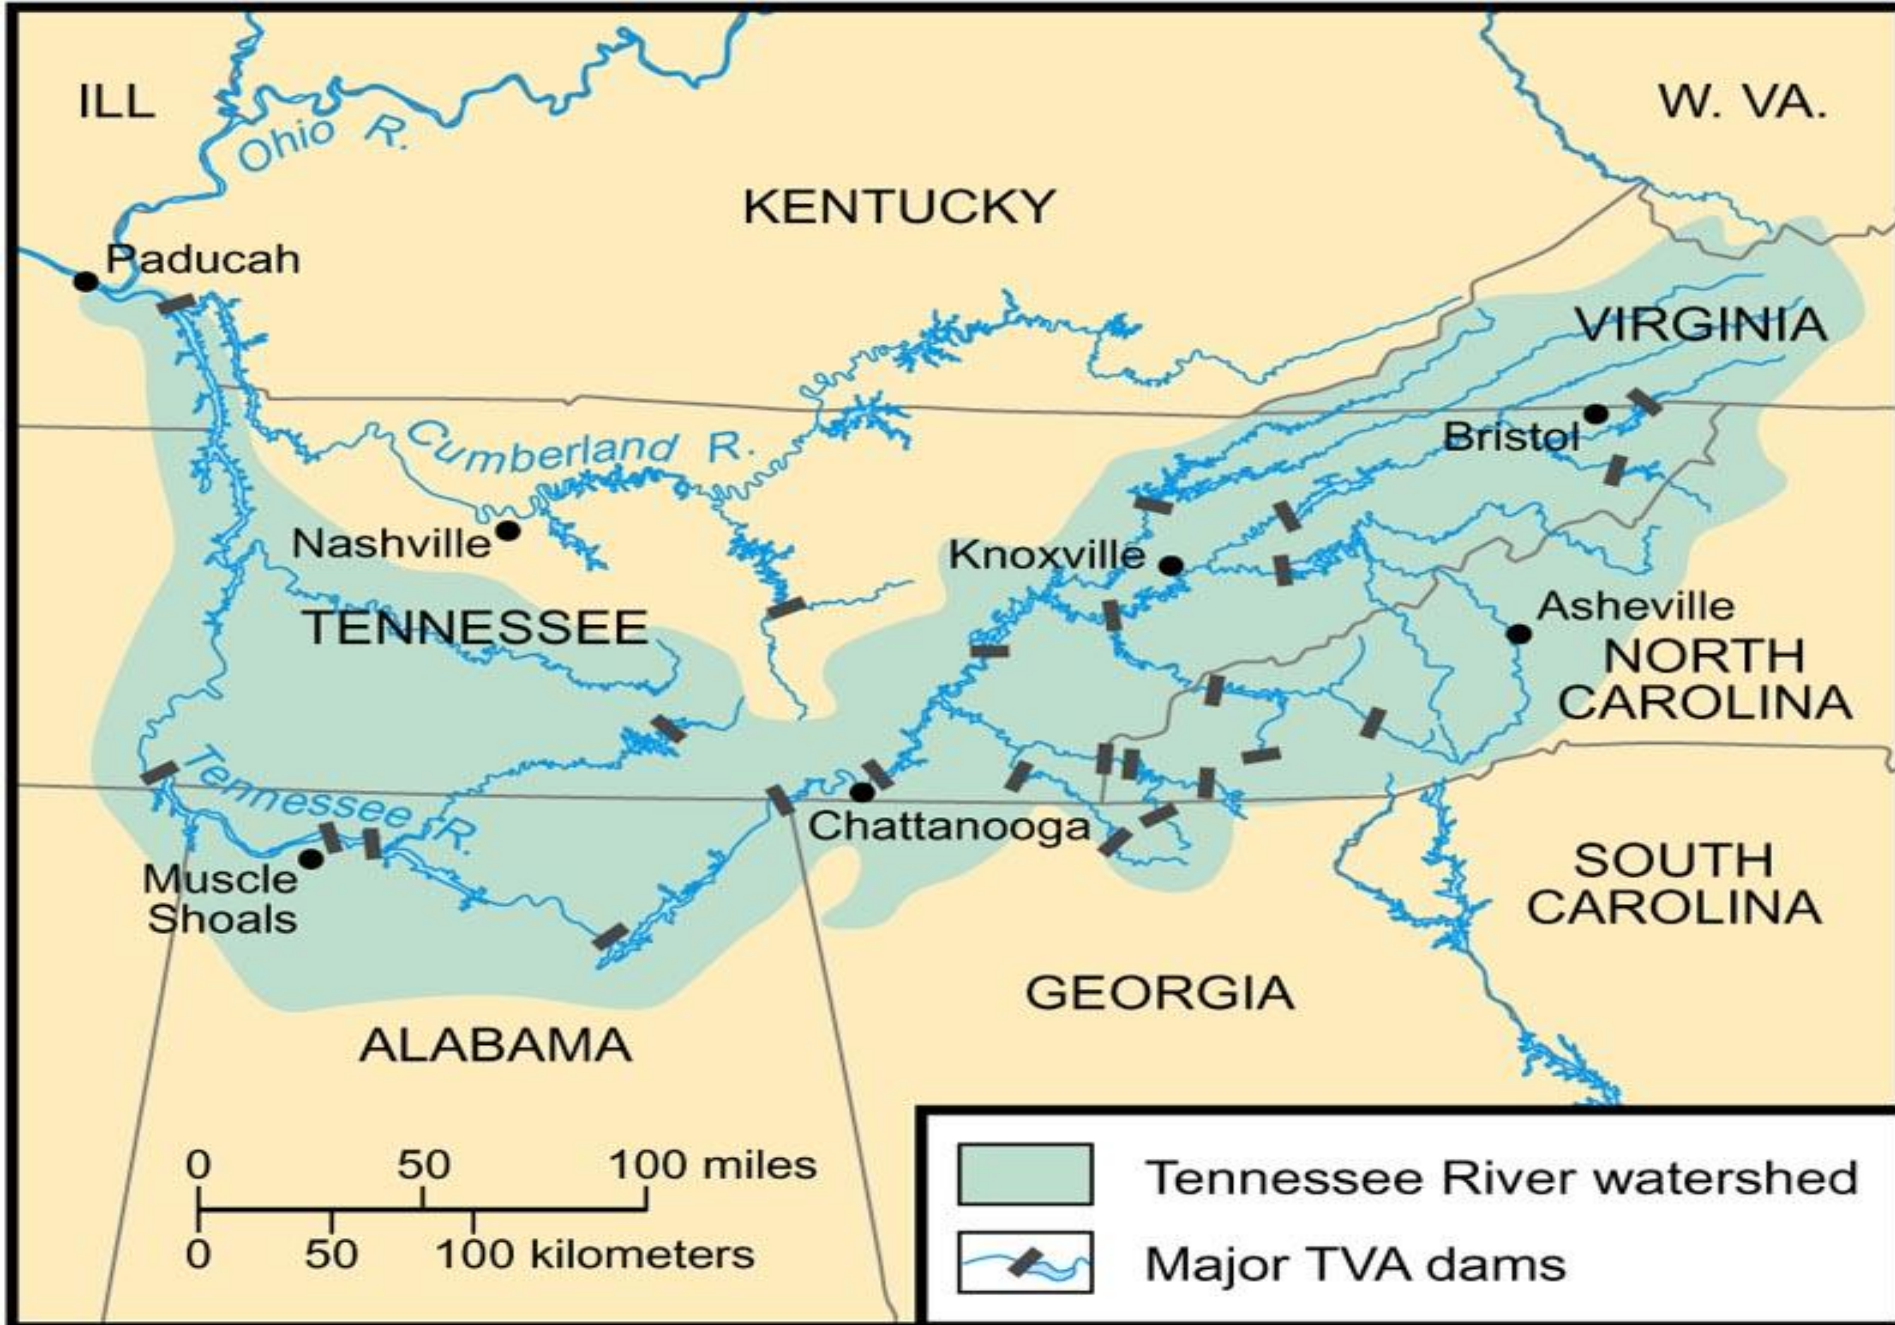 ILL
W. VA.
Ohio R.
KENTUCKY
Paducah
VIRGINIA
Cumberland R.
Bristol
Nashville
Knoxville
TENNESSEE
Asheville
NORTH
CAROLINA
Tennessee R.
Chattanooga
Muscle
Shoals
SOUTH
CAROLINA
GEORGIA
ALABAMA
0 50 100 miles
0 50 100 kilometers
Tennessee River watershed
Major TVA dams